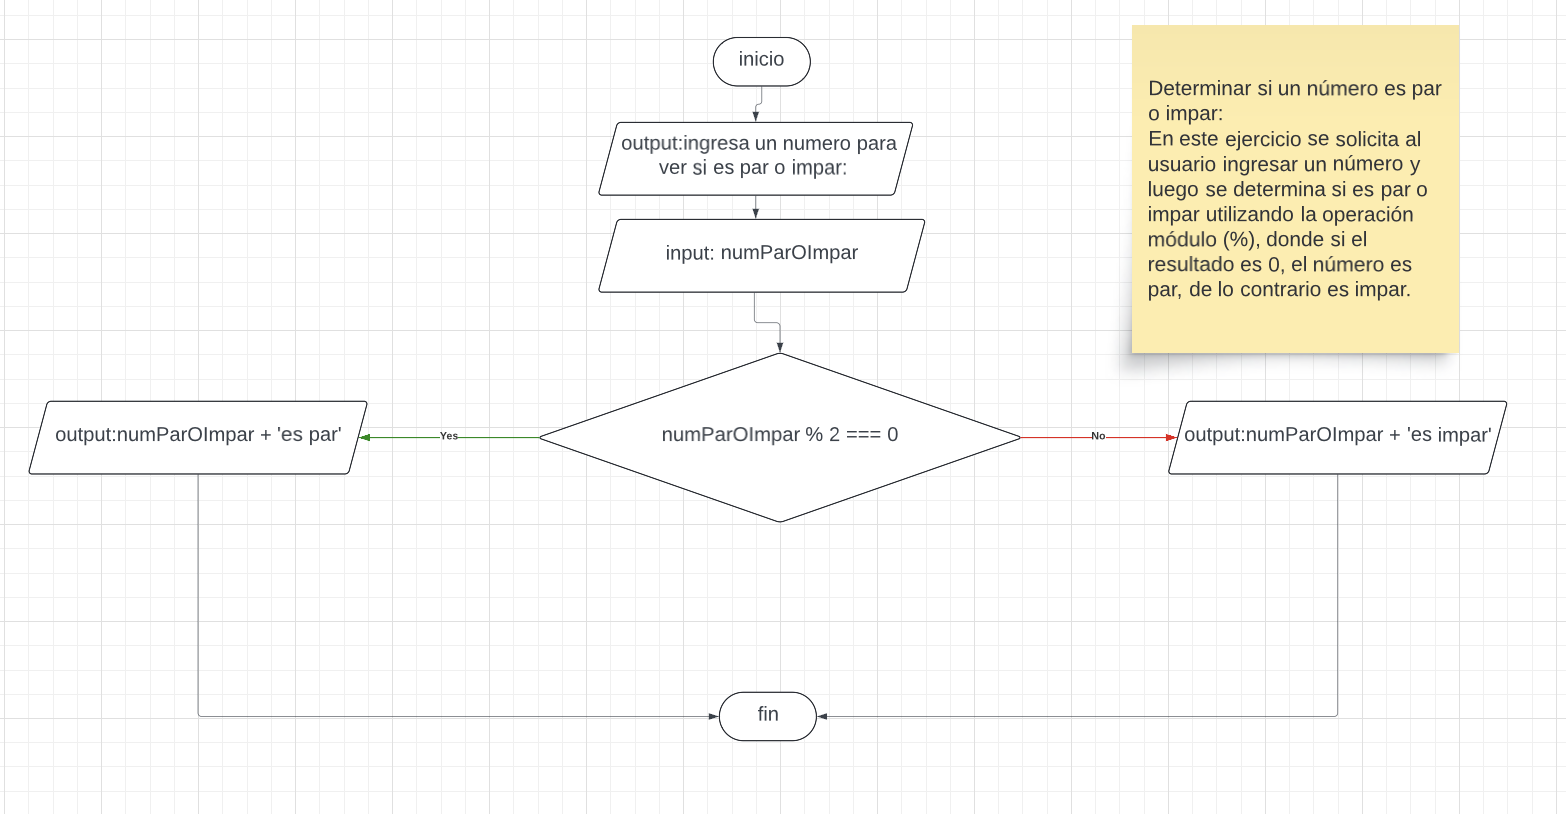 inicio
output:ingresa un numero para
ver si es par o impar:
input: numParOImpar
numParOImpar % 2 === 0
Yes
No
output:numParOImpar + 'es par'
output:numParOImpar + 'es impar'
fin
Determinar si un número es par
o impar:
En este ejercicio se solicita al
usuario ingresar un número y
luego se determina si es par o
impar utilizando la operación
módulo (%), donde si el
resultado es 0, el número es
par, de lo contrario es impar.